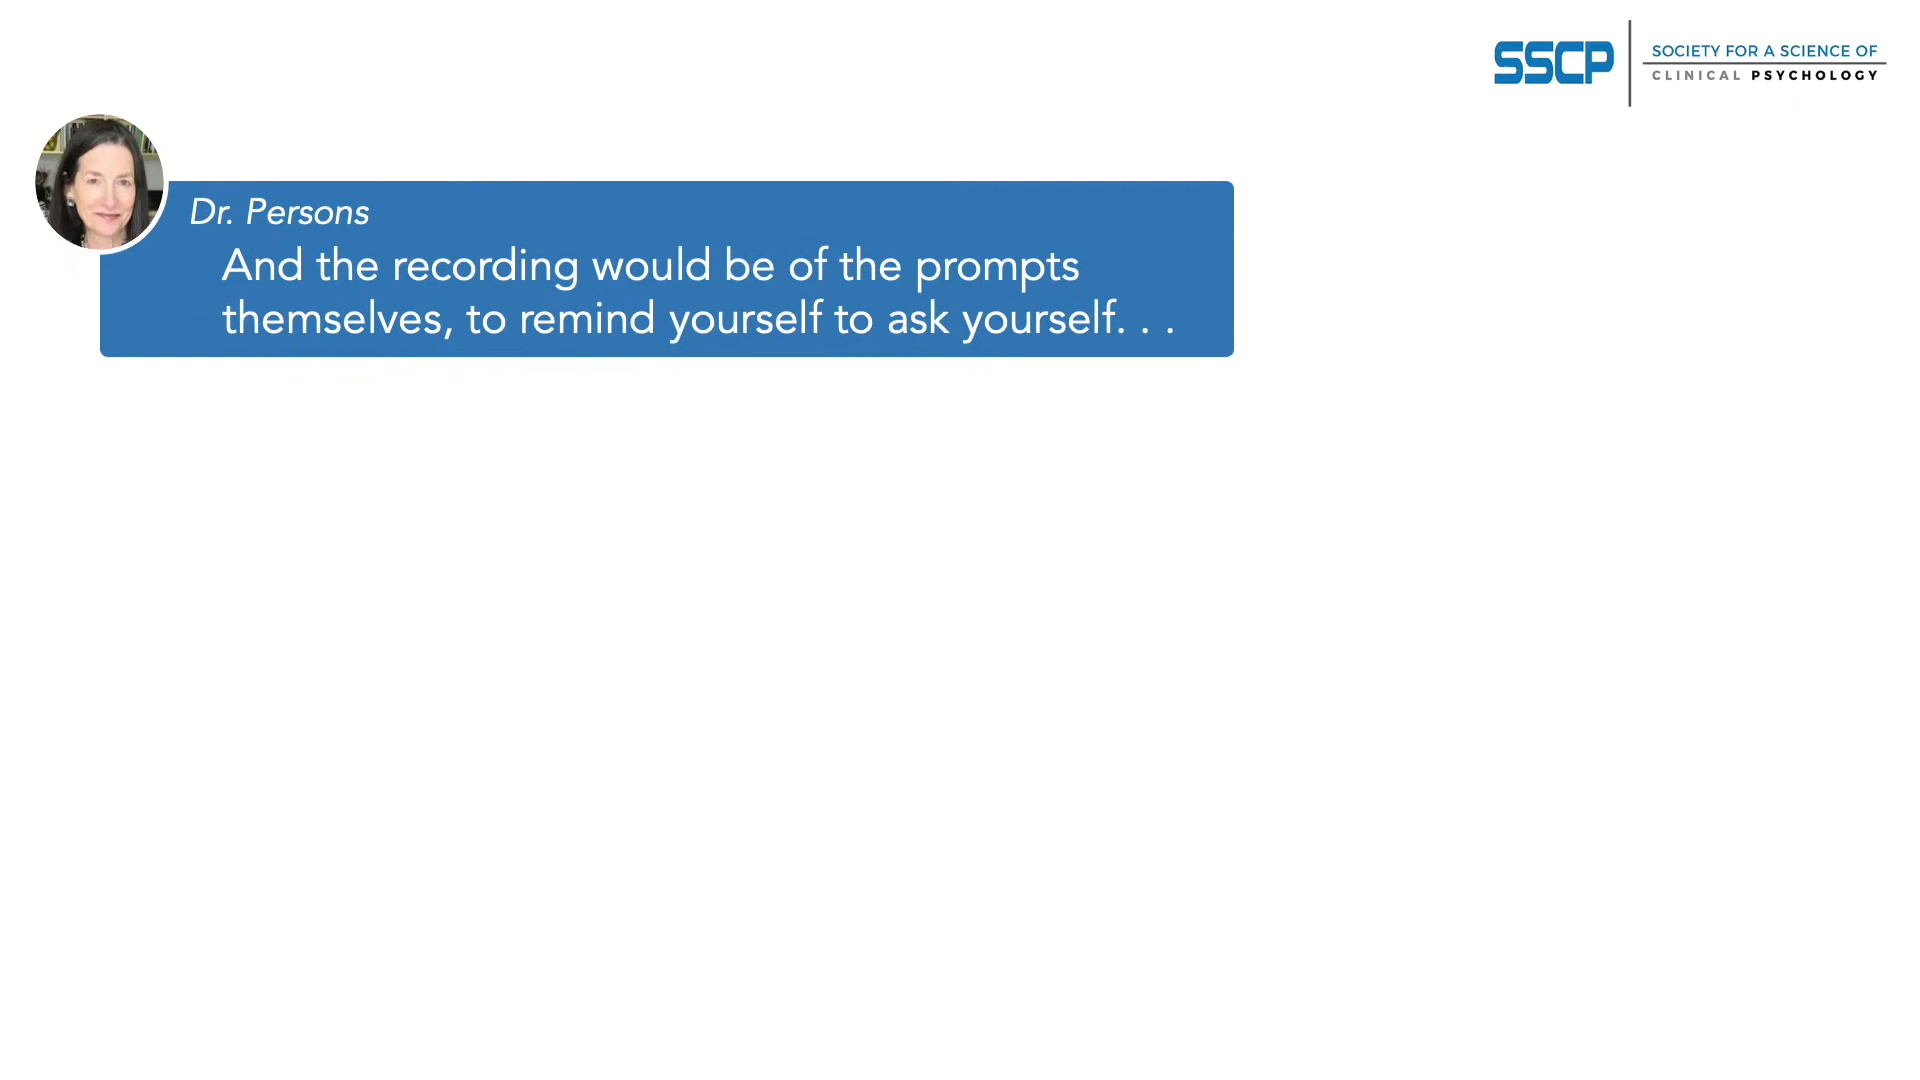 SSCP
SOCIETY FOR A SCIENCE OF
CLINICAL PSYCHOLOGY
Dr. Persons
And the recording would be of the prompts
themselves, to remind yourself to ask yourself. . .